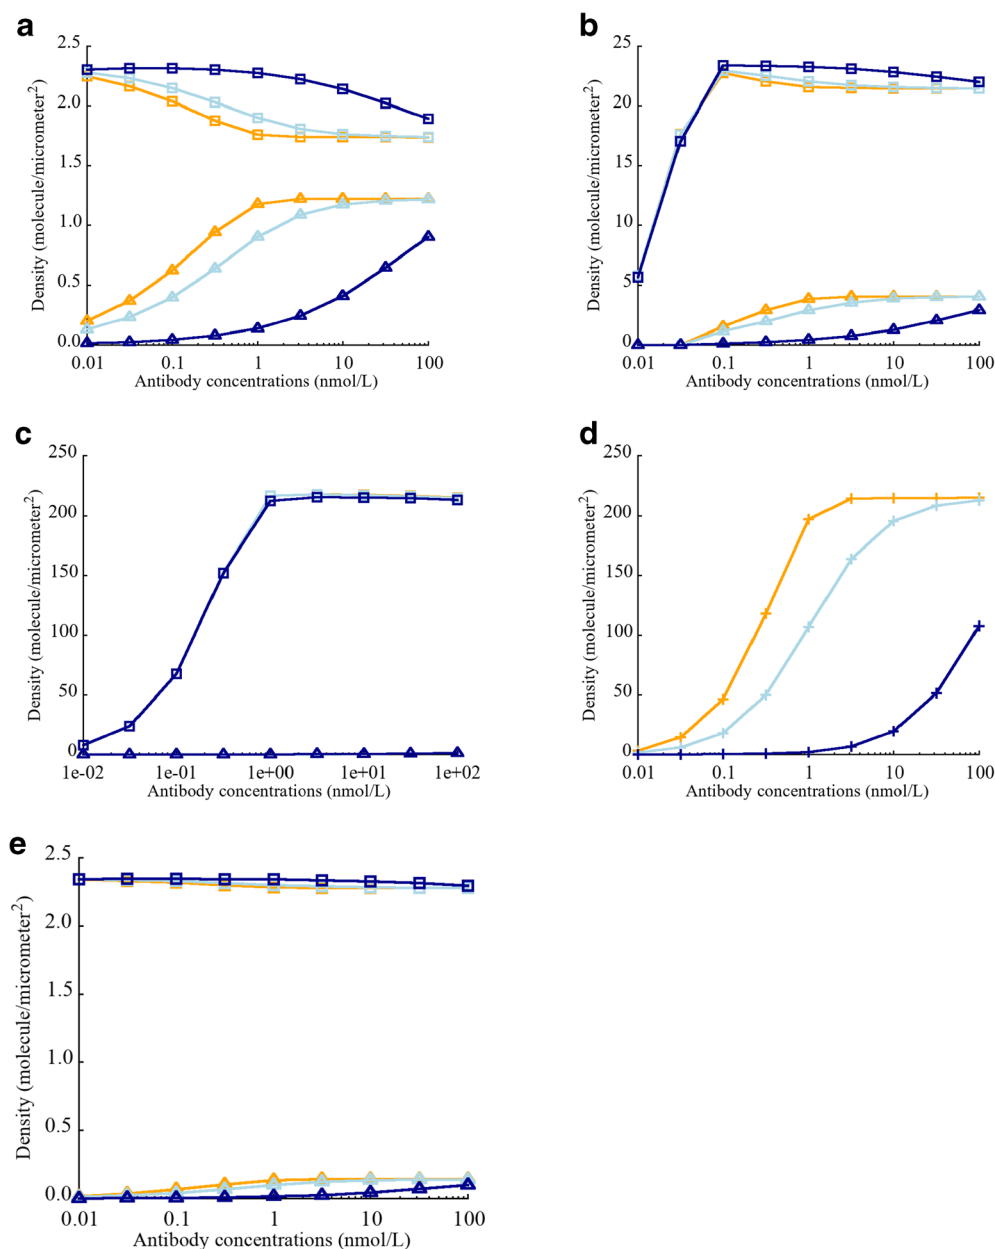 a
2.5
2.0
1.5
1.0
0.5
0.0
0.01 0.1 1 10 100
Density (molecule/micrometer²)
Antibody concentrations (nmol/L)
b
25
20
15
10
5
0
0.01 0.1 1 10 100
Density (molecule/micrometer²)
Antibody concentrations (nmol/L)
c
250
200
150
100
50
0
1e-02 1e-01 1e+00 1e+01 1e+02
Density (molecule/micrometer²)
Antibody concentrations (nmol/L)
d
250
200
150
100
50
0
0.01 0.1 1 10 100
Density (molecule/micrometer²)
Antibody concentrations (nmol/L)
e
2.5
2.0
1.5
1.0
0.5
0.0
0.01 0.1 1 10 100
Density (molecule/micrometer²)
Antibody concentrations (nmol/L)